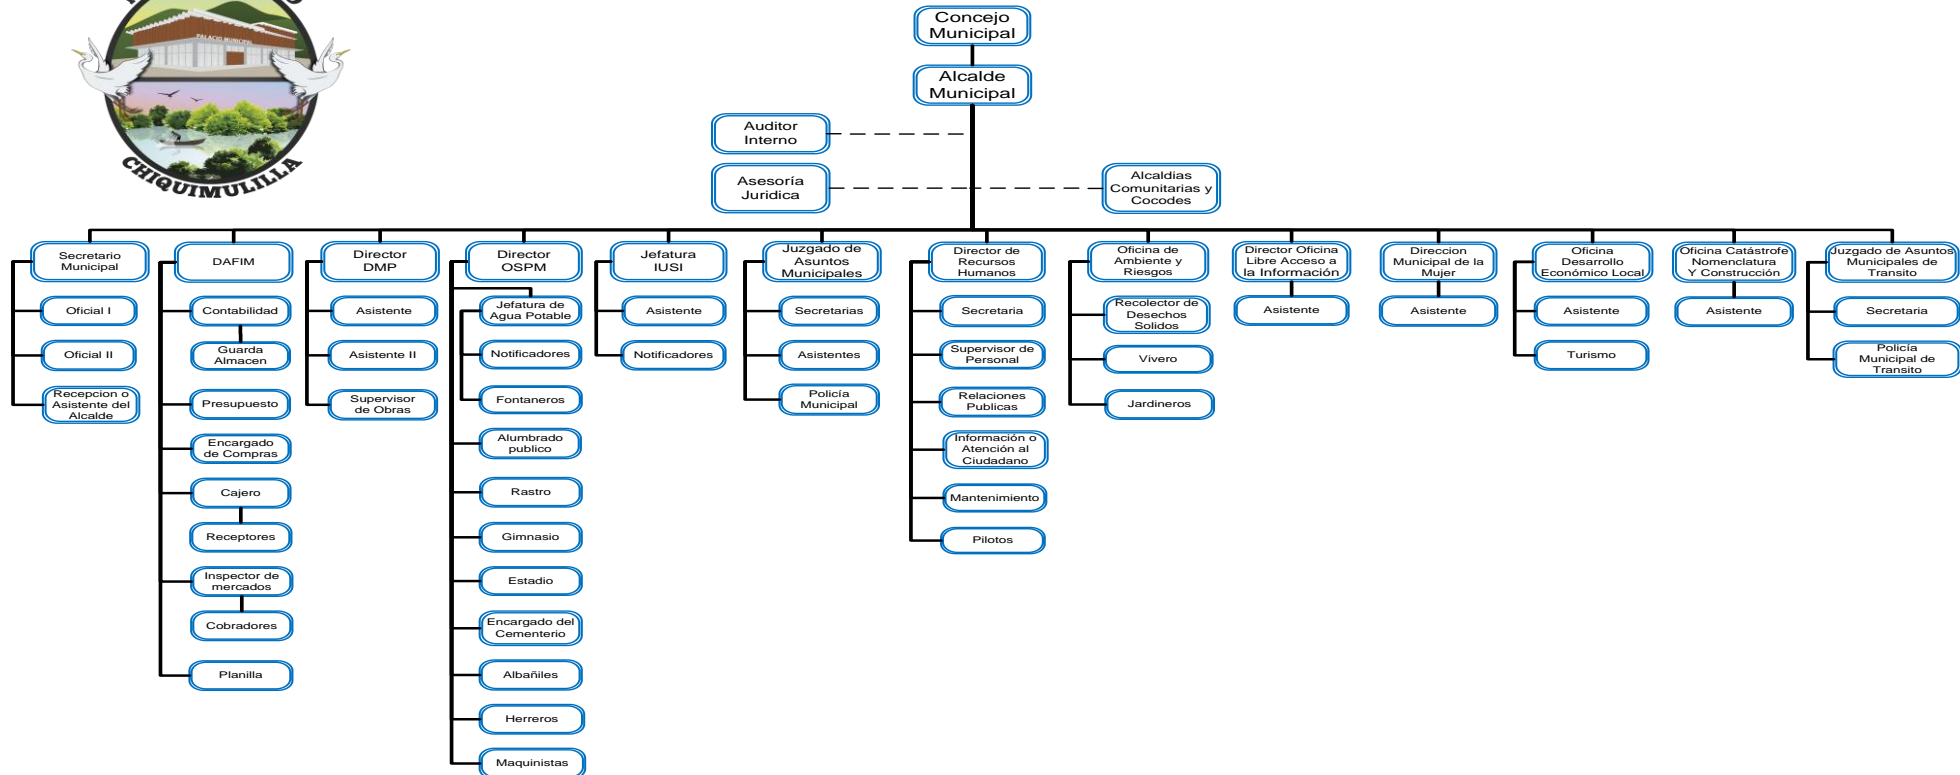 PALACIO MUNICIPAL
CHIQUIMULILLA
Concejo
Municipal
Alcalde
Municipal
Auditor
Interno
Asesoría
Juridica
Alcaldias
Comunitarias y
Cocodes
Secretario
Municipal
Oficial I
Oficial II
Recepcion o
Asistente del
Alcalde
DAFIM
Contabilidad
Guarda
Almacen
Presupuesto
Encargado
de Compras
Cajero
Receptores
Inspector de
mercados
Cobradores
Planilla
Director
DMP
Asistente
Asistente II
Supervisor
de Obras
Director
OSPM
Jefatura de
Agua Potable
Notificadores
Fontaneros
Alumbrado
publico
Rastro
Gimnasio
Estadio
Encargado del
Cementerio
Albañiles
Herreros
Maquinistas
Jefatura
IUSI
Asistente
Notificadores
Juzgado de
Asuntos
Municipales
Secretarias
Asistentes
Policía
Municipal
Director de
Recursos
Humanos
Secretaria
Supervisor de
Personal
Relaciones
Publicas
Información o
Atención al
Ciudadano
Mantenimiento
Pilotos
Oficina de
Ambiente y
Riesgos
Recolector de
Desechos
Solidos
Vivero
Jardineros
Director Oficina
Libre Acceso a
la Información
Asistente
Direccion
Municipal de la
Mujer
Asistente
Oficina
Desarrollo
Económico Local
Asistente
Turismo
Oficina Catástrofe
Nomenclatura
Y Construcción
Asistente
Juzgado de Asuntos
Municipales de
Transito
Secretaria
Policía
Municipal de
Transito